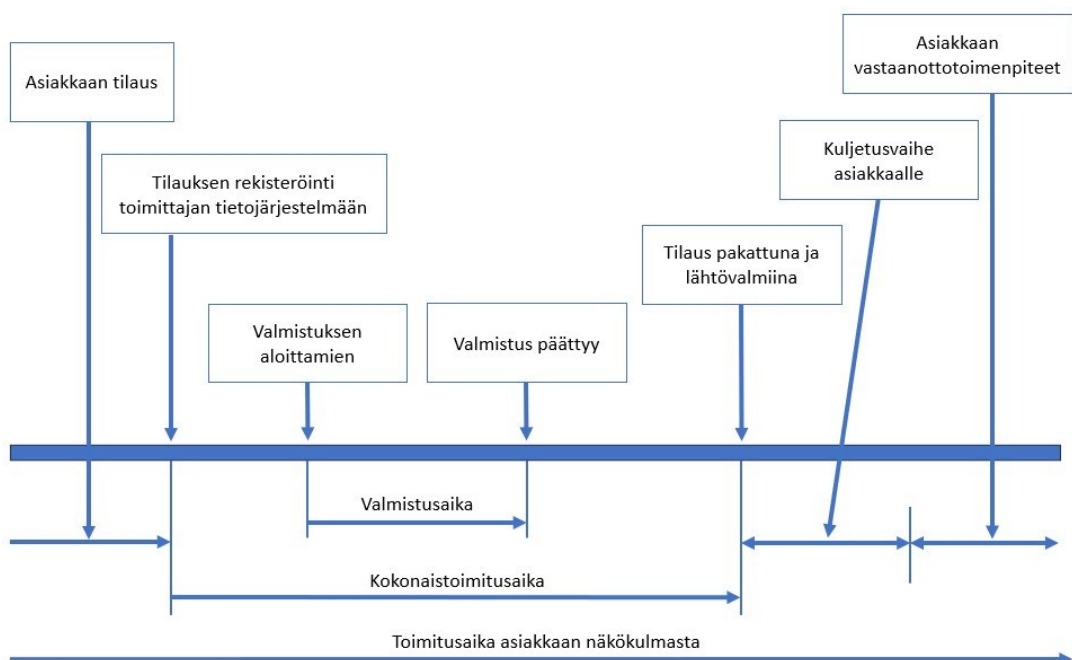 Asiakkaan tilaus
Asiakkaan
vastaanottotoimenpiteet
Kuljetusvaihe
asiakkaalle
Tilauksen rekisteröinti
toimittajan tietojärjestelmään
Tilaus pakattuna ja
lähtövalmiina
Valmistuksen
aloittamien
Valmistus päättyy
Valmistusaika
Kokonaistoimitusaika
Toimitusaika asiakkaan näkökulmasta